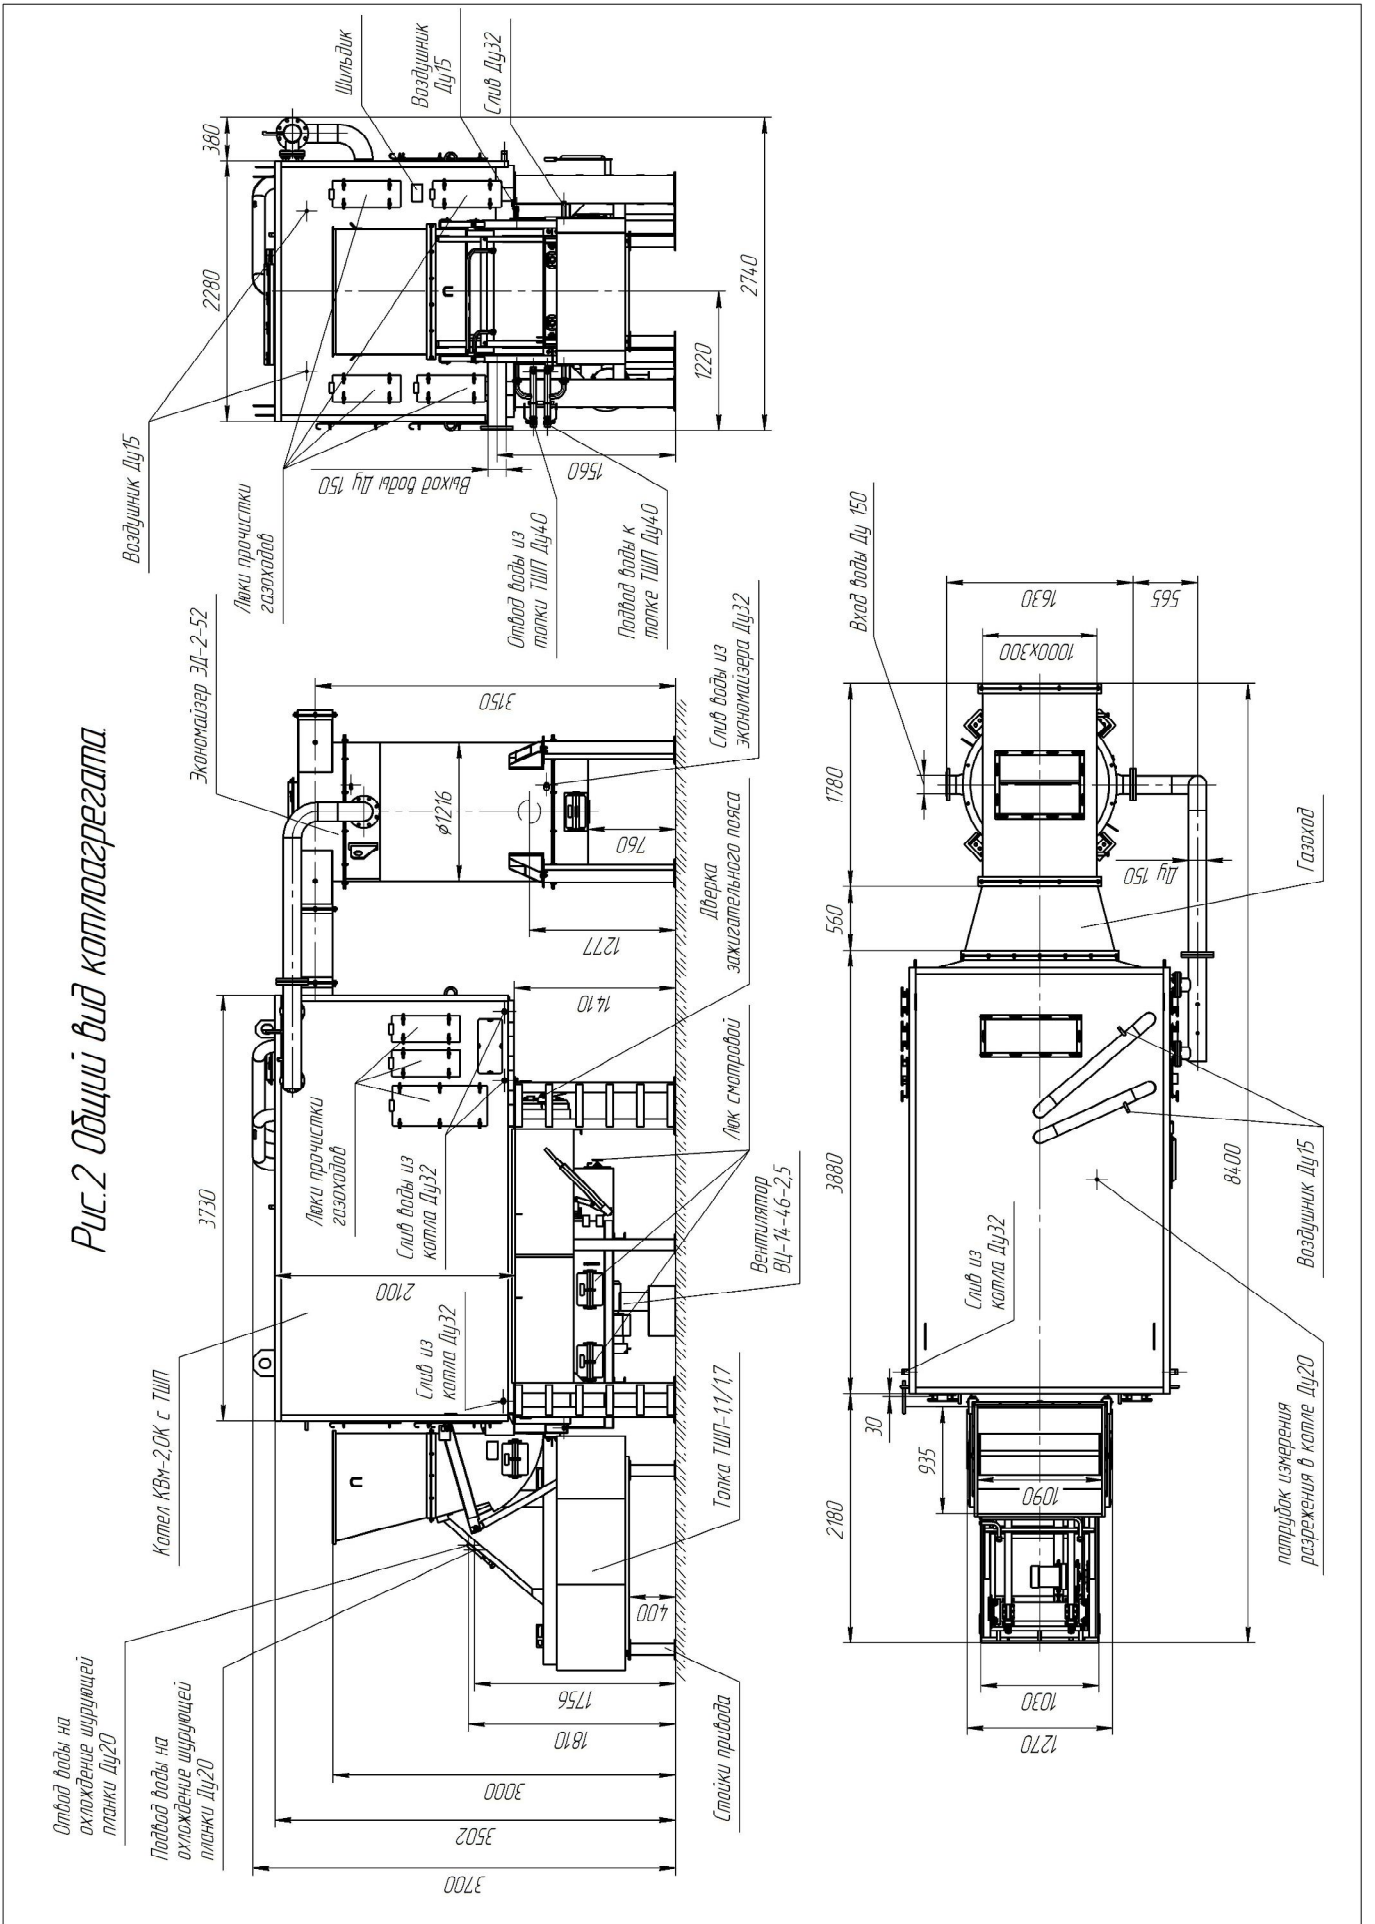 Рис.2 Общий вид котлоагрегата.
Отвод воды на
охлаждение шурующей
планки Ду20
Подвод воды на
охлаждение шурующей
планки Ду20
Котел КВм-2,0К с ТШП
3730
2100
Люки прочистки
газоходов
Слив воды из
котла Ду32
Слив из
котла Ду32
Экономайзер ЭД-2-52
3150
ϕ1216
760
1277
1410
Слив воды из
экономайзера Ду32
Дверка
зажигательного пояса
Люк смотровой
Вентилятор
ВЦ-14-46-2,5
Топка ТШП-1,1/1,7
Стойки привода
400
1756
1810
3000
3502
3700
Воздушник Ду15
Люки прочистки
газоходов
2280
380
Шильдик
Воздушник
Ду15
Слив Ду32
2740
1220
1560
Выход воды Ду 150
Отвод воды из
топки ТШП Ду40
Подвод воды к
топке ТШП Ду40
2180
30
935
3880
560
1780
Вход воды Ду 150
1630
565
1000х300
Ду 150
Газоход
8400
Воздушник Ду15
Слив из
котла Ду32
патрубок измерения
разрежения в котле Ду20
1090
1030
1270